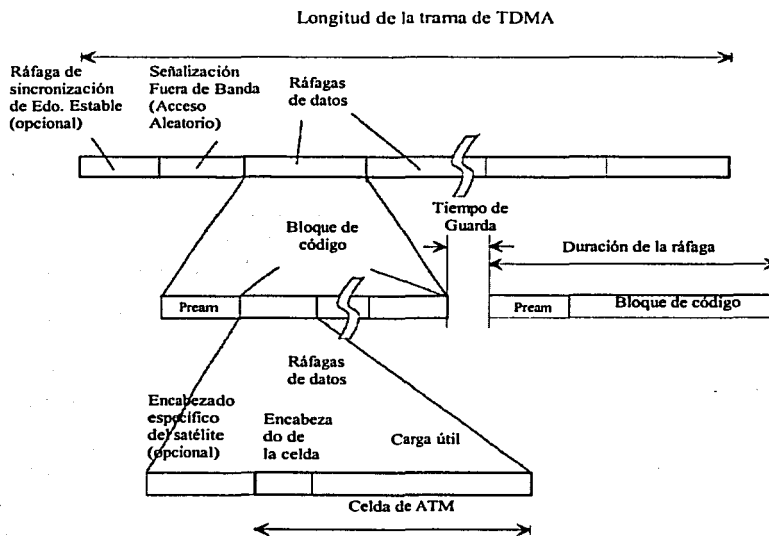 Longitud de la trama de TDMA
Ráfaga de
sincronización
de Edo. Estable
(opcional)
Señalización
Fuera de Banda
(Acceso
Aleatorio)
Ráfagas
de datos
Bloque de
código
Tiempo de
Guarda
Duración de la ráfaga
Pream
Pream
Bloque de código
Ráfagas
de datos
Encabezado
específico
del satélite
(opcional)
Encabeza
do de
la celda
Carga útil
Celda de ATM